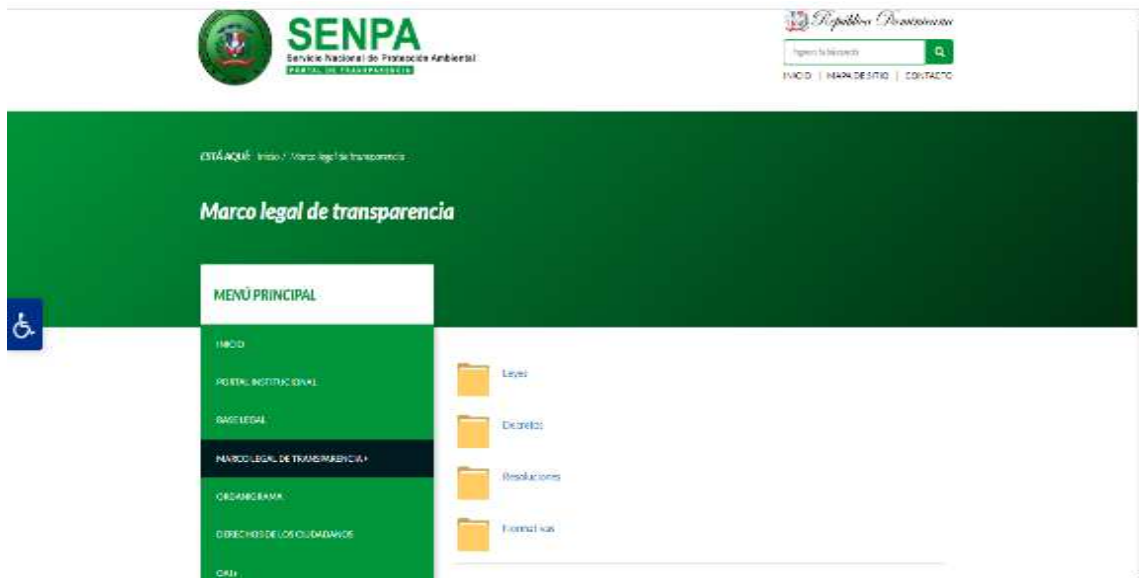 SENPA
Servicio Nacional de Protección Ambiental
PORTAL DE TRANSPARENCIA
República Dominicana
INICIO | MAPA DE SITIO | CONTACTO
ESTÁ AQUÍ: Inicio / Marco legal de transparencia
Marco legal de transparencia
MENÚ PRINCIPAL
INICIO
PORTAL INSTITUCIONAL
BASE LEGAL
MARCO LEGAL DE TRANSPARENCIA+
ORGANIGRAMA
DERECHOS DE LOS CIUDADANOS
OAI+
Leyes
Decretos
Resoluciones
Normativas